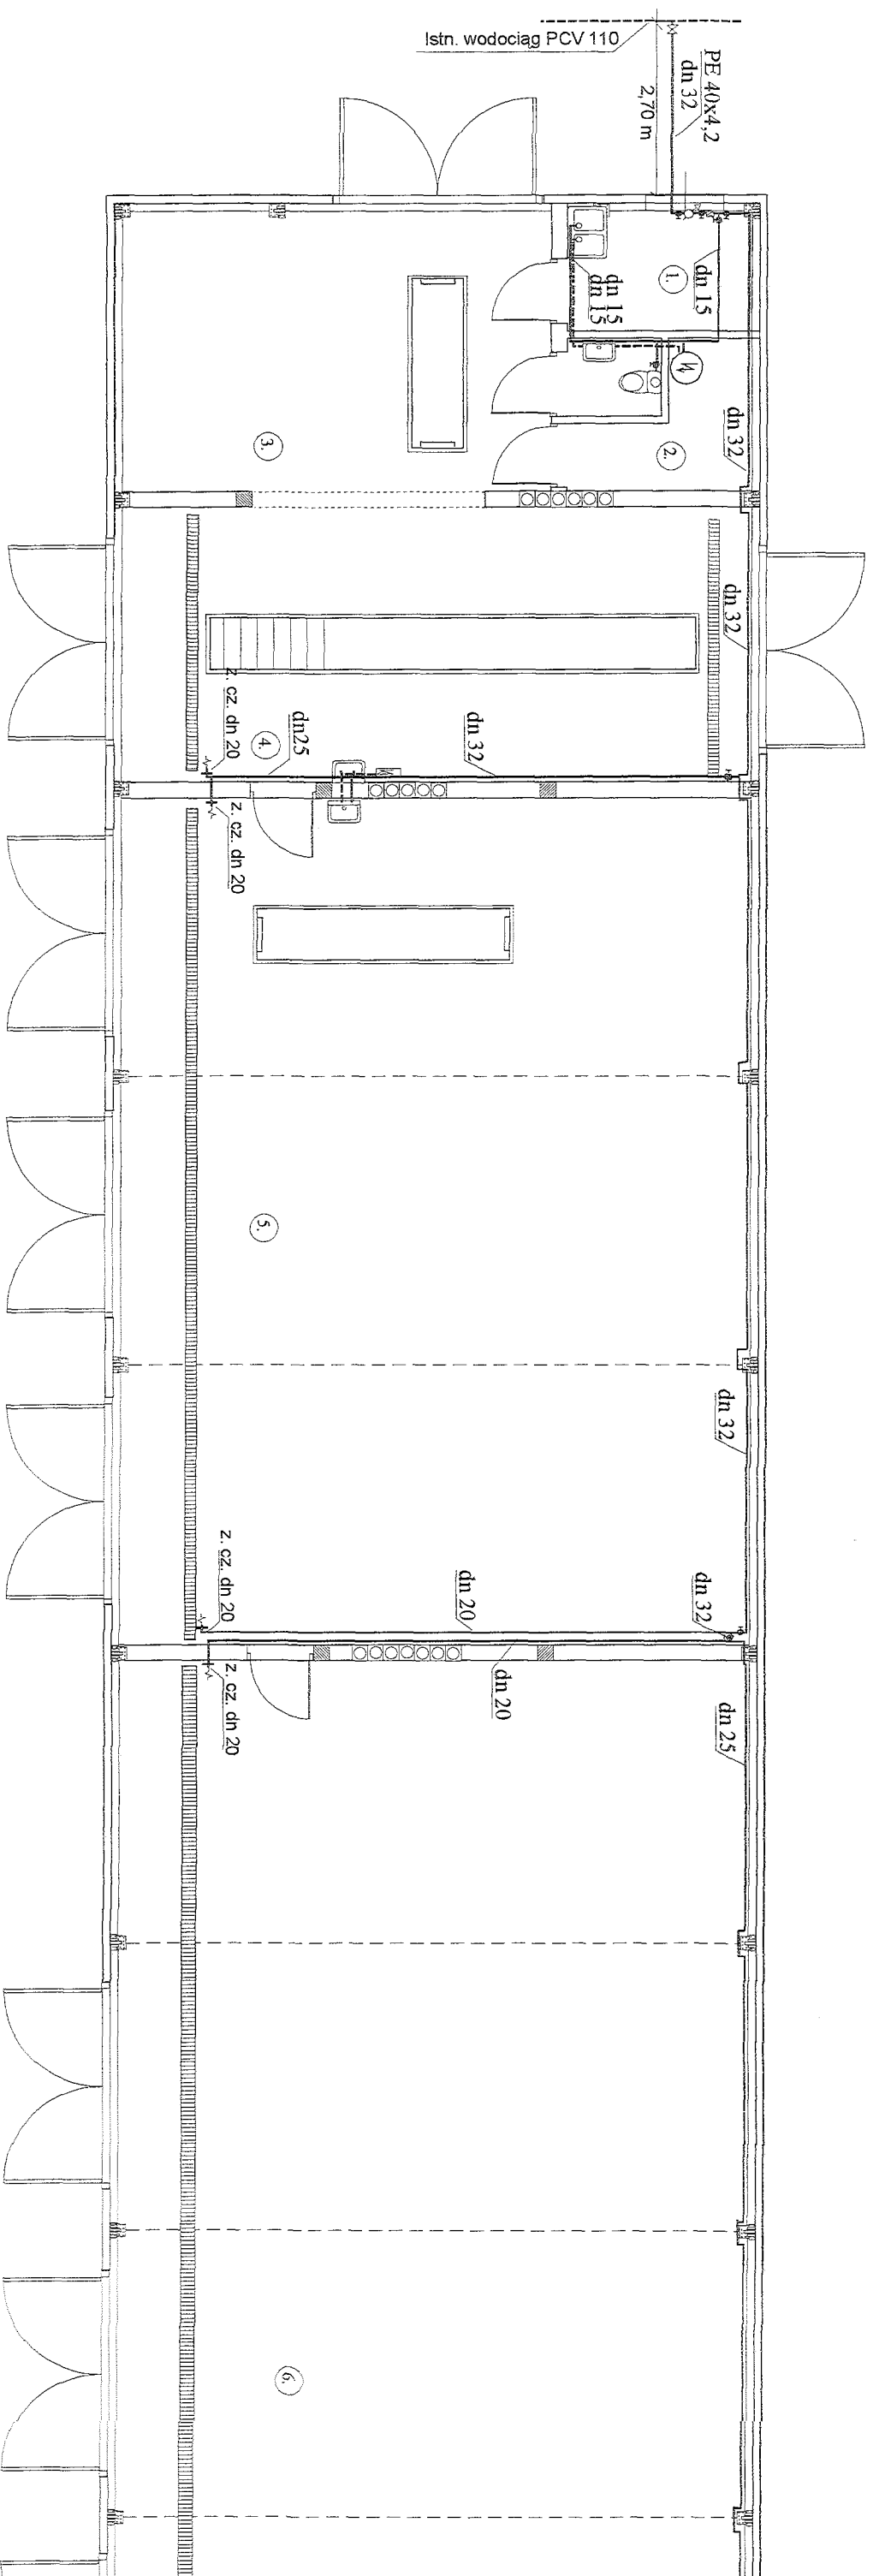 Istn. wodociąg PCV 110
PE 40x4,2
dn 32
2,70 m
1.
dn 15
dn 15
dn 15
2.
dn 32
3.
dn 32
z. cz. dn 20
4.
dn25
dn 32
z. cz. dn 20
5.
dn 32
z. cz. dn 20
dn 20
dn 32
z. cz. dn 20
dn 20
dn 25
6.